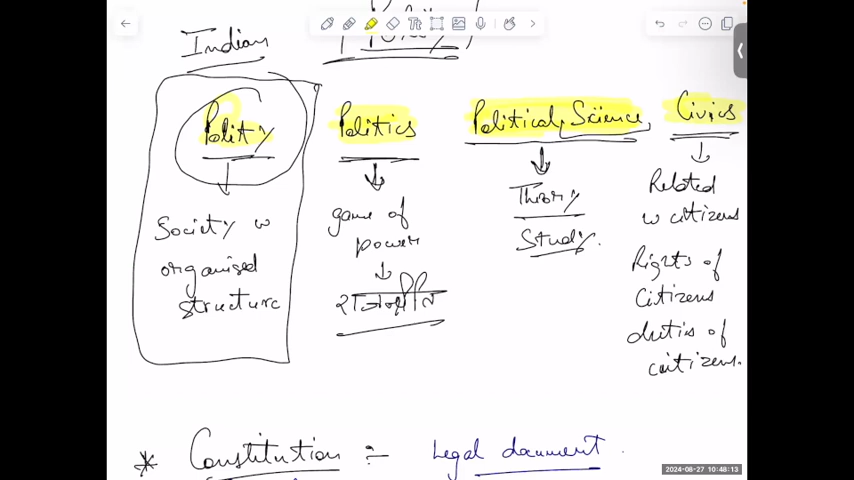 Indian (Polity)
Polity
Politics
Political Science
Civics
Society w
organised
structure
game of
power
राजनीति
Theory
Study.
Related
w citizens
Rights of
Citizens
duties of
citizens.
* Constitution :- Legal document.
2024-08-27 10:48:13